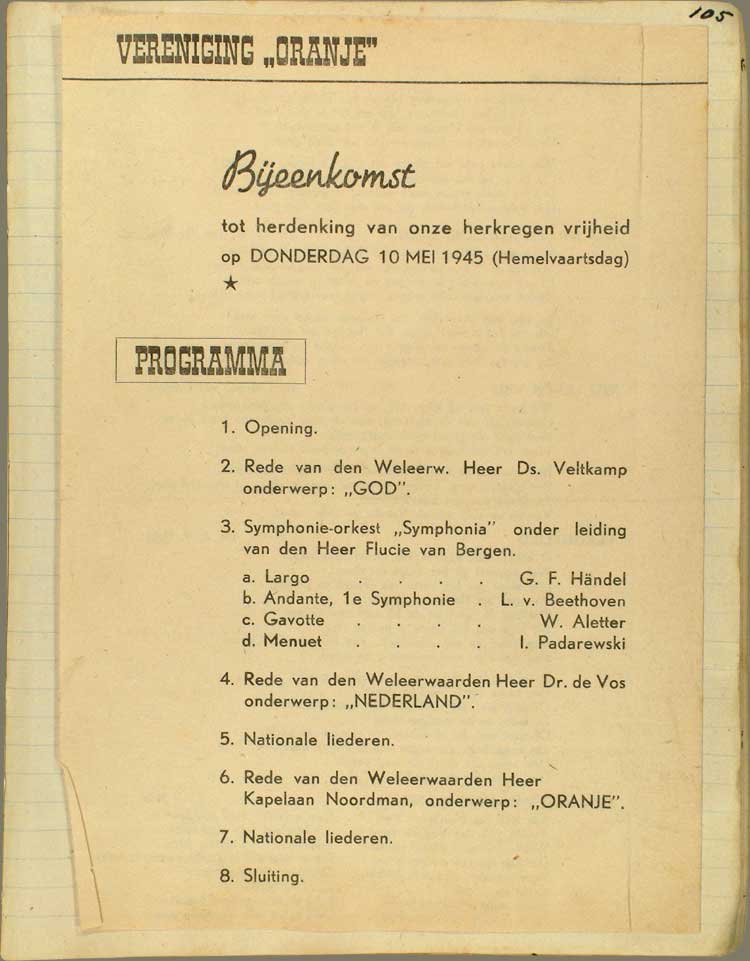 105
VERENIGING „ORANJE”
Bijeenkomst
tot herdenking van onze herkregen vrijheid
op DONDERDAG 10 MEI 1945 (Hemelvaartsdag)
★
PROGRAMMA
1. Opening.
2. Rede van den Weleerw. Heer Ds. Veltkamp
onderwerp: „GOD”.
3. Symphonie-orkest „Symphonia” onder leiding
van den Heer Flucie van Bergen.
a. Largo . . . . G. F. Händel
b. Andante, 1e Symphonie . L. v. Beethoven
c. Gavotte . . . . W. Aletter
d. Menuet . . . . I. Padarewski
4. Rede van den Weleerwaarden Heer Dr. de Vos
onderwerp: „NEDERLAND”.
5. Nationale liederen.
6. Rede van den Weleerwaarden Heer
Kapelaan Noordman, onderwerp: „ORANJE”.
7. Nationale liederen.
8. Sluiting.